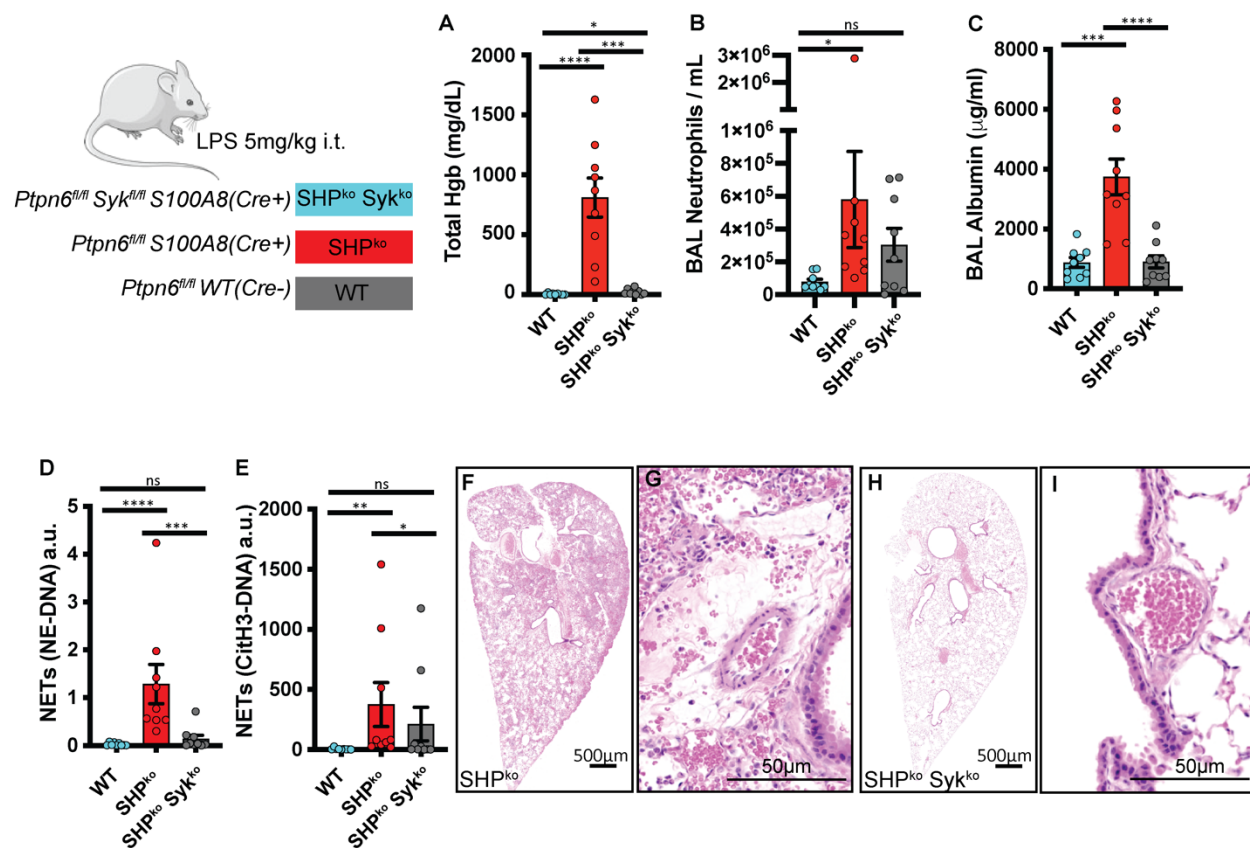 LPS 5mg/kg i.t.
Ptpn6fl/fl Sykfl/fl S100A8(Cre+) SHPko Sykko
Ptpn6fl/fl S100A8(Cre+) SHPko
Ptpn6fl/fl WT(Cre-) WT
A
*
***
****
Total Hgb (mg/dL)
2000
1500
1000
500
0
WT
SHPko
SHPko Sykko
B
ns
*
BAL Neutrophils / mL
3×10⁶
2×10⁶
1×10⁶
8×10⁵
6×10⁵
4×10⁵
2×10⁵
0
WT
SHPko
SHPko Sykko
C
****
***
BAL Albumin (μg/ml)
8000
6000
4000
2000
0
WT
SHPko
SHPko Sykko
D
ns
****
***
NETs (NE-DNA) a.u.
5
4
3
2
1
0
WT
SHPko
SHPko Sykko
E
ns
**
*
NETs (CitH3-DNA) a.u.
2000
1500
1000
500
0
WT
SHPko
SHPko Sykko
F
500μm
SHPko
G
50μm
H
500μm
SHPko Sykko
I
50μm